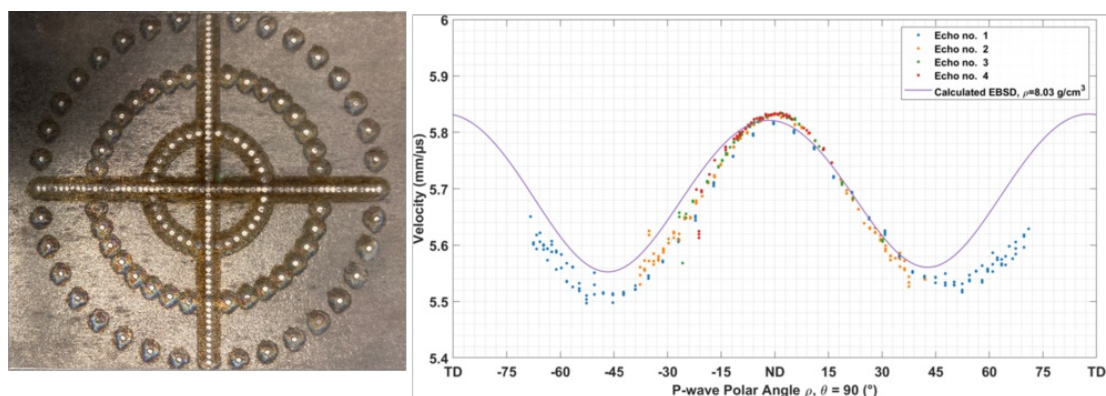 6
5.9
5.8
5.7
5.6
5.5
5.4
Velocity (mm/μs)
Echo no. 1
Echo no. 2
Echo no. 3
Echo no. 4
Calculated EBSD, ρ=8.03 g/cm³
TD -75 -60 -45 -30 -15 ND 15 30 45 60 75 TD
P-wave Polar Angle ρ, θ = 90 (°)